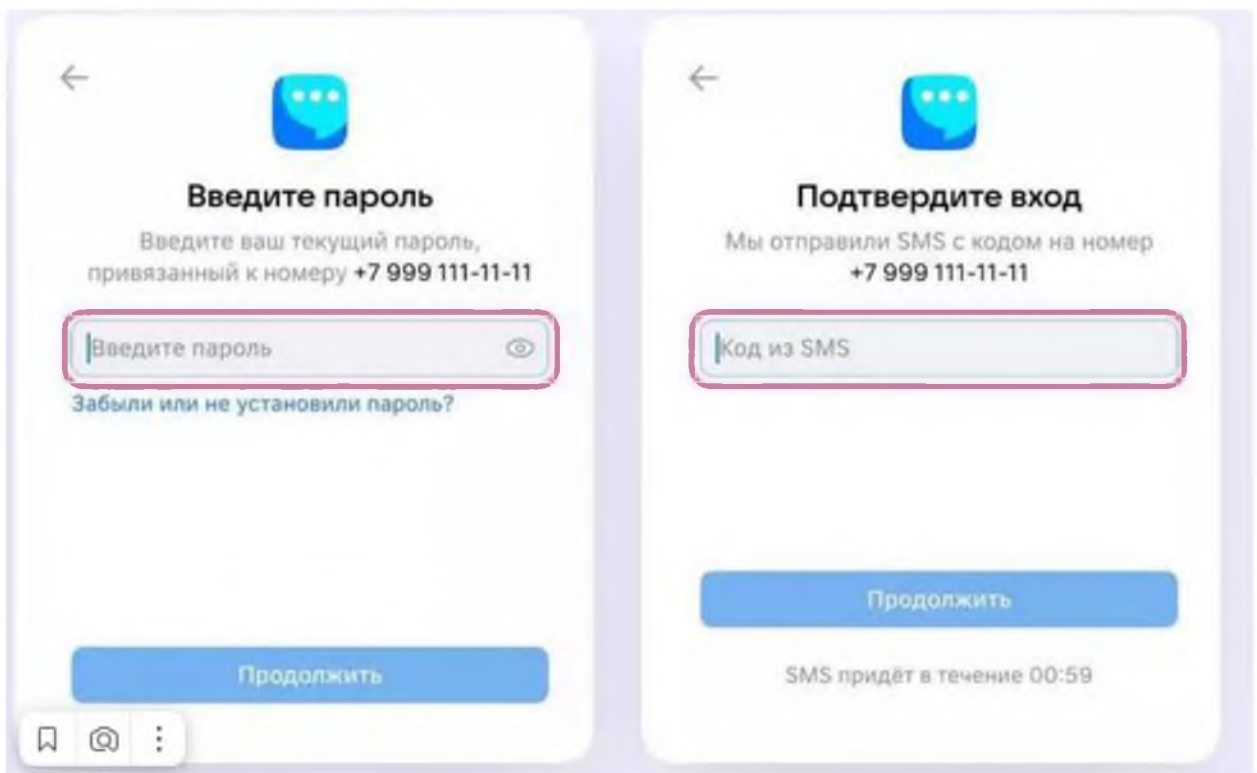 Введите пароль
Введите ваш текущий пароль,
привязанный к номеру +7 999 111-11-11
Введите пароль
Забыли или не установили пароль?
Продолжить
Подтвердите вход
Мы отправили SMS с кодом на номер
+7 999 111-11-11
Код из SMS
Продолжить
SMS придёт в течение 00:59